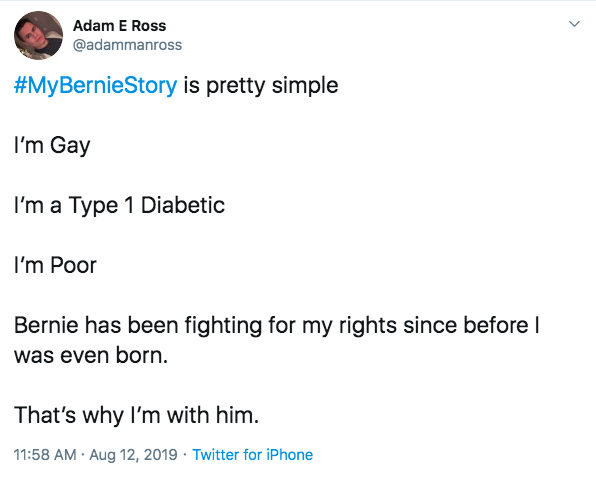 Adam E Ross
@adammanross
#MyBernieStory is pretty simple
I'm Gay
I'm a Type 1 Diabetic
I'm Poor
Bernie has been fighting for my rights since before I
was even born.
That's why I'm with him.
11:58 AM · Aug 12, 2019 · Twitter for iPhone